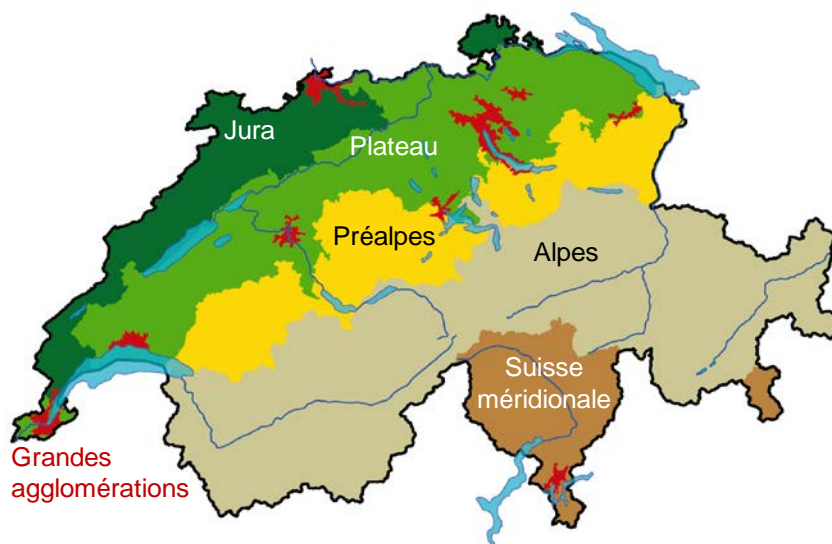 Jura
Plateau
Préalpes
Alpes
Suisse
méridionale
Grandes
agglomérations